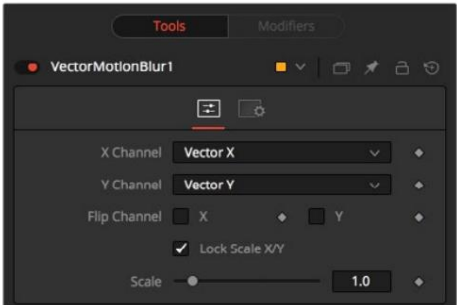 Tools Modifiers
VectorMotionBlur1
X Channel Vector X
Y Channel Vector Y
Flip Channel X Y
Lock Scale X/Y
Scale 1.0